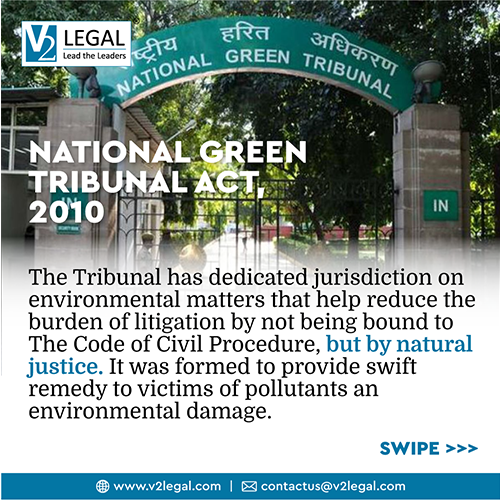 V2 LEGAL
Lead the Leaders
राष्ट्रीय हरित अधिकरण
NATIONAL GREEN TRIBUNAL
NATIONAL GREEN
TRIBUNAL ACT,
2010
IN
IN
The Tribunal has dedicated jurisdiction on
environmental matters that help reduce the
burden of litigation by not being bound to
The Code of Civil Procedure, but by natural
justice. It was formed to provide swift
remedy to victims of pollutants an
environmental damage.
SWIPE >>>
www.v2legal.com | contactus@v2legal.com